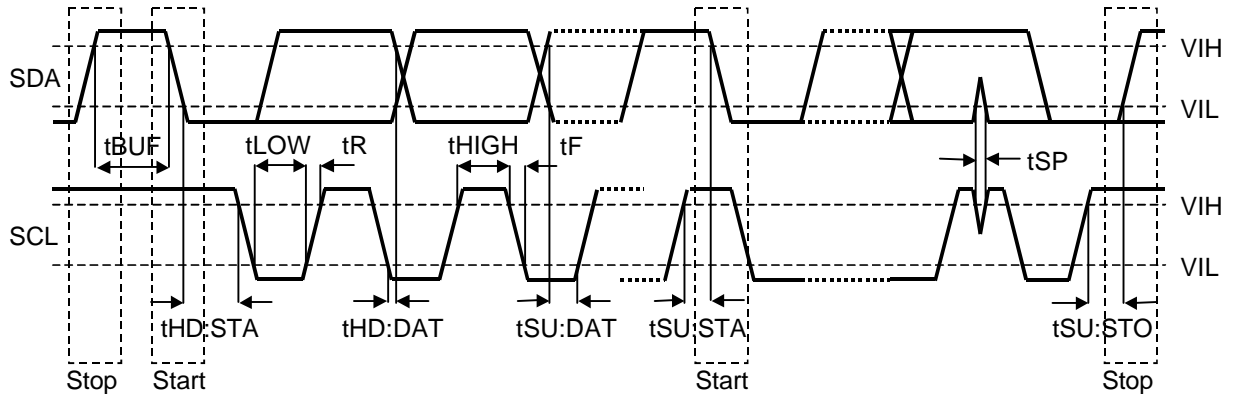 VIH
SDA
VIL
tBUF
tLOW
tR
tHIGH
tF
tSP
VIH
SCL
VIL
tHD:STA
tHD:DAT
tSU:DAT
tSU:STA
tSU:STO
Stop
Start
Start
Stop